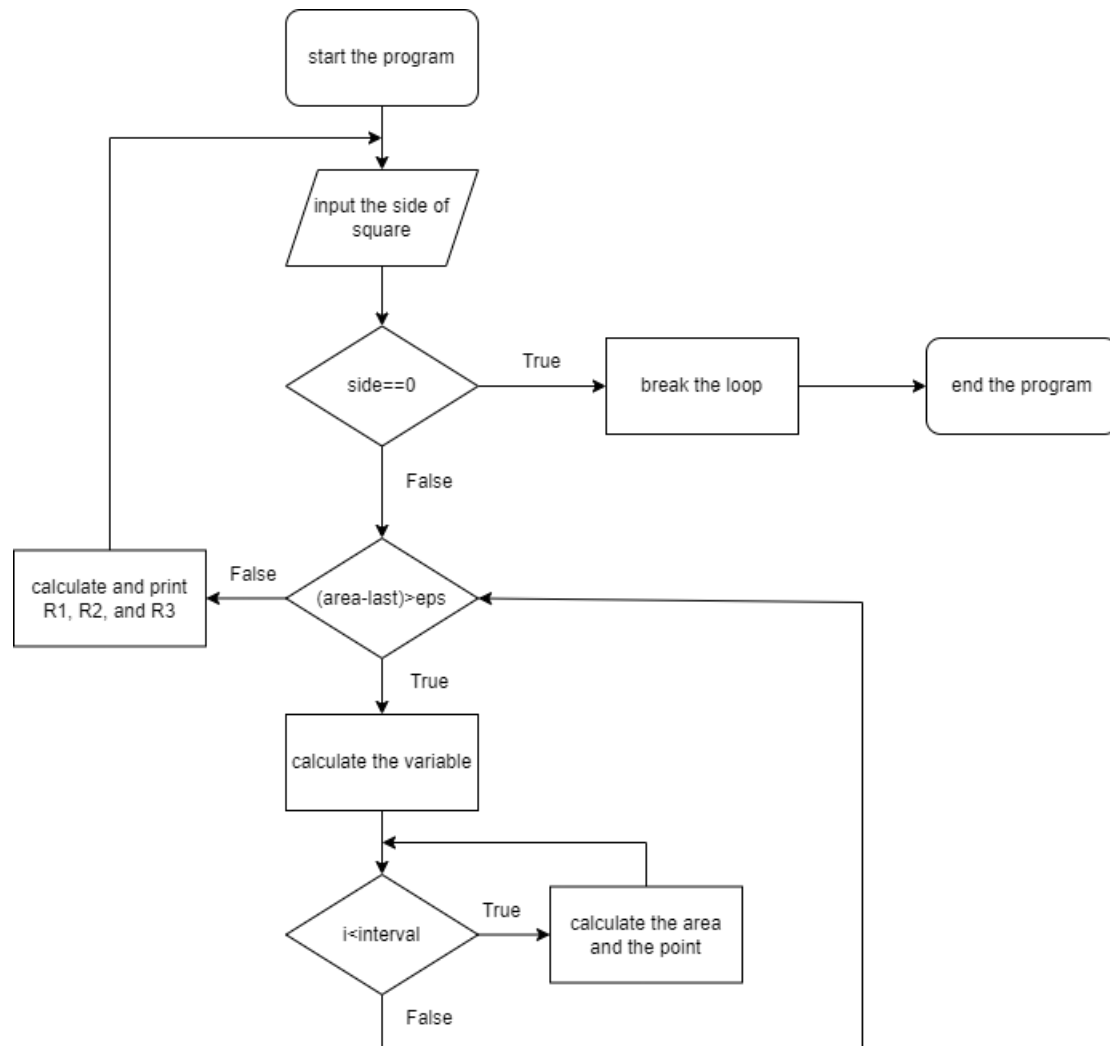 start the program
input the side of
square
side==0
True
break the loop
end the program
False
calculate and print
R1, R2, and R3
False
(area-last)>eps
True
calculate the variable
i<interval
True
calculate the area
and the point
False